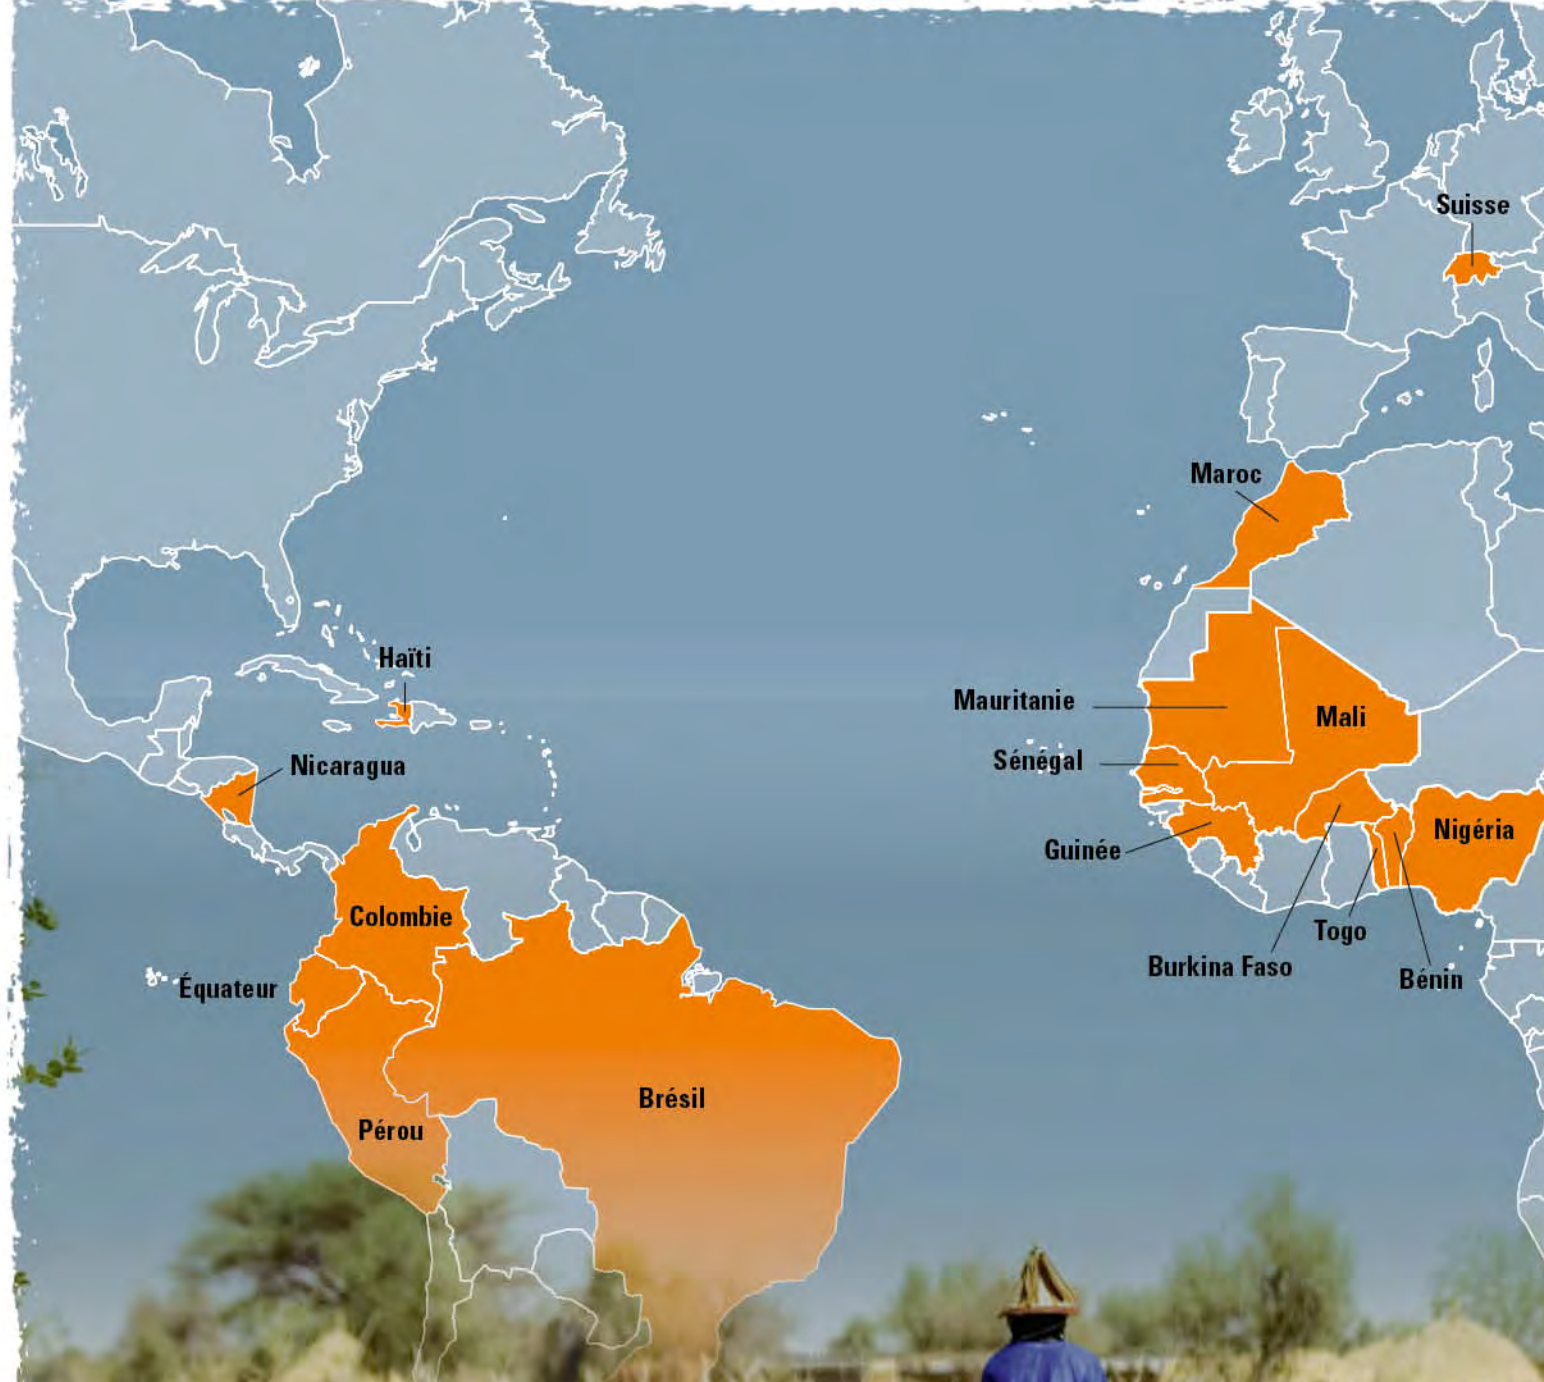 Suisse
Maroc
Haïti
Mauritanie
Mali
Sénégal
Nicaragua
Guinée
Nigéria
Colombie
Togo
Burkina Faso
Bénin
Équateur
Brésil
Pérou